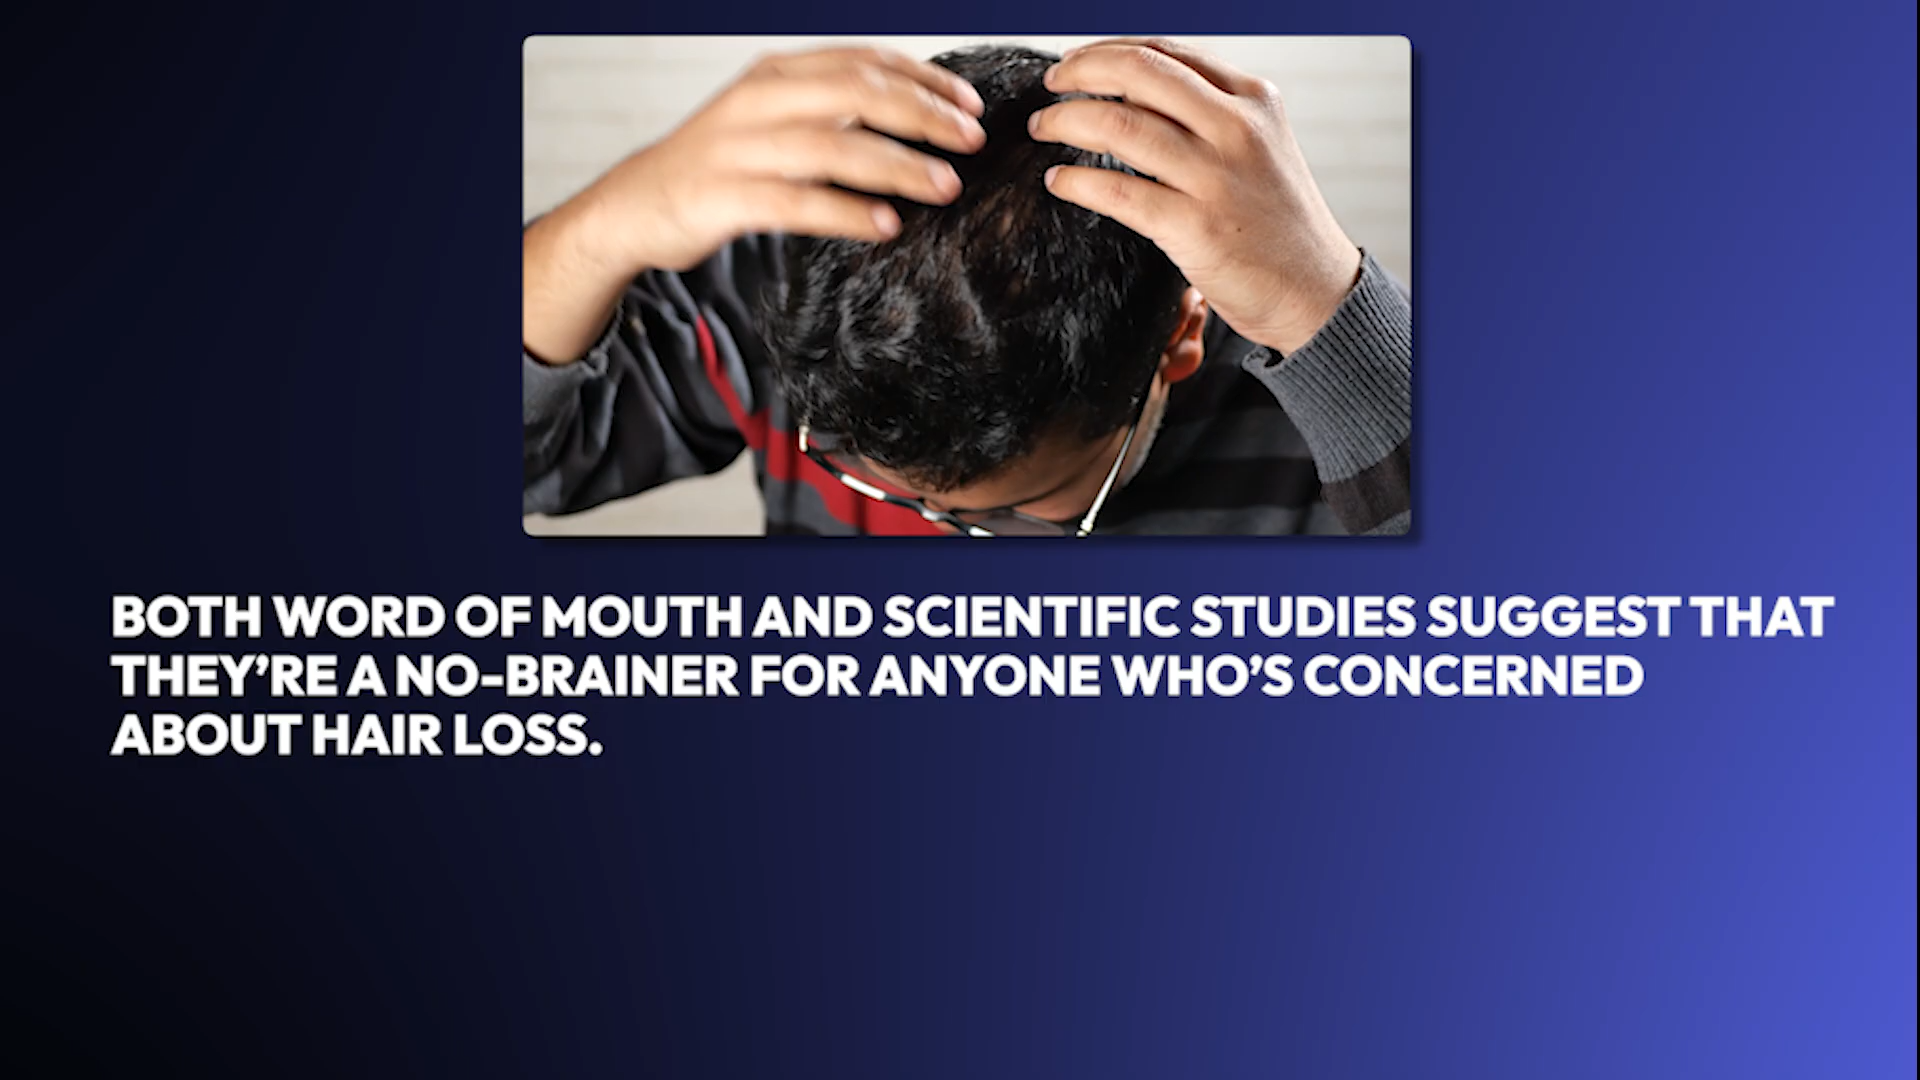 BOTH WORD OF MOUTH AND SCIENTIFIC STUDIES SUGGEST THAT
THEY’RE A NO-BRAINER FOR ANYONE WHO’S CONCERNED
ABOUT HAIR LOSS.